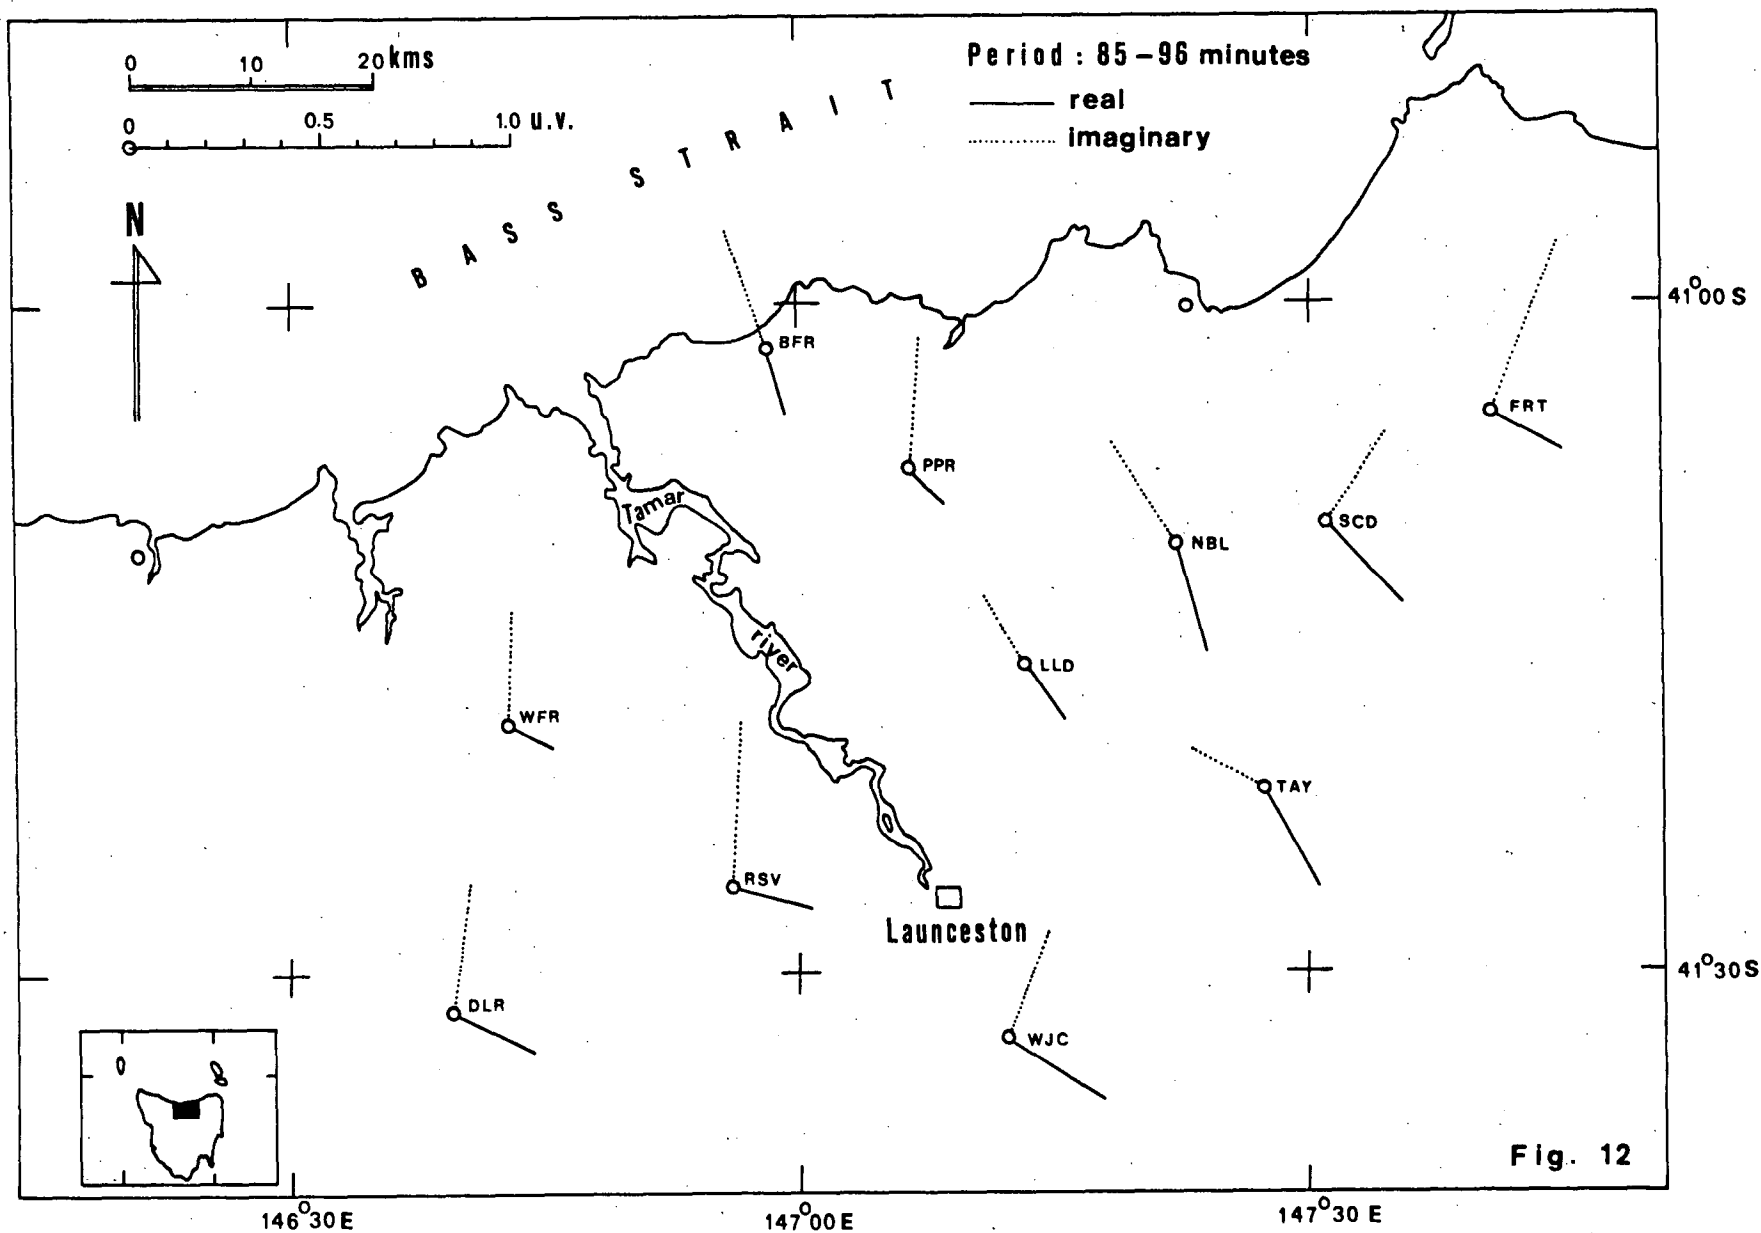 0 10 20 kms
0 0.5 1.0 u.v.
Period : 85-96 minutes
real
imaginary
N
BASS STRAIT
41°00 S
BFR
FRT
PPR
SCD
NBL
Tamar
river
LLD
WFR
TAY
RSV
Launceston
41°30 S
DLR
WJC
Fig. 12
146°30 E
147°00 E
147°30 E